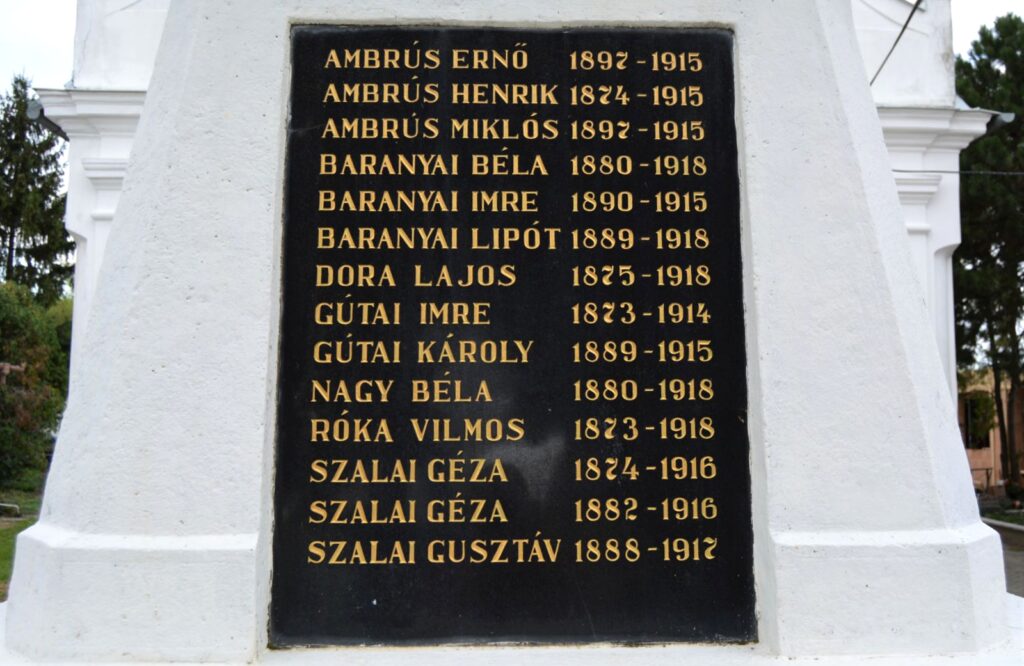 AMBRÚS ERNŐ 1897-1915
AMBRÚS HENRIK 1874-1915
AMBRÚS MIKLÓS 1897-1915
BARANYAI BÉLA 1880-1918
BARANYAI IMRE 1890-1915
BARANYAI LIPÓT 1889-1918
DORA LAJOS 1875-1918
GÚTAI IMRE 1873-1914
GÚTAI KÁROLY 1889-1915
NAGY BÉLA 1880-1918
RÓKA VILMOS 1873-1918
SZALAI GÉZA 1874-1916
SZALAI GÉZA 1882-1916
SZALAI GUSZTÁV 1888-1917